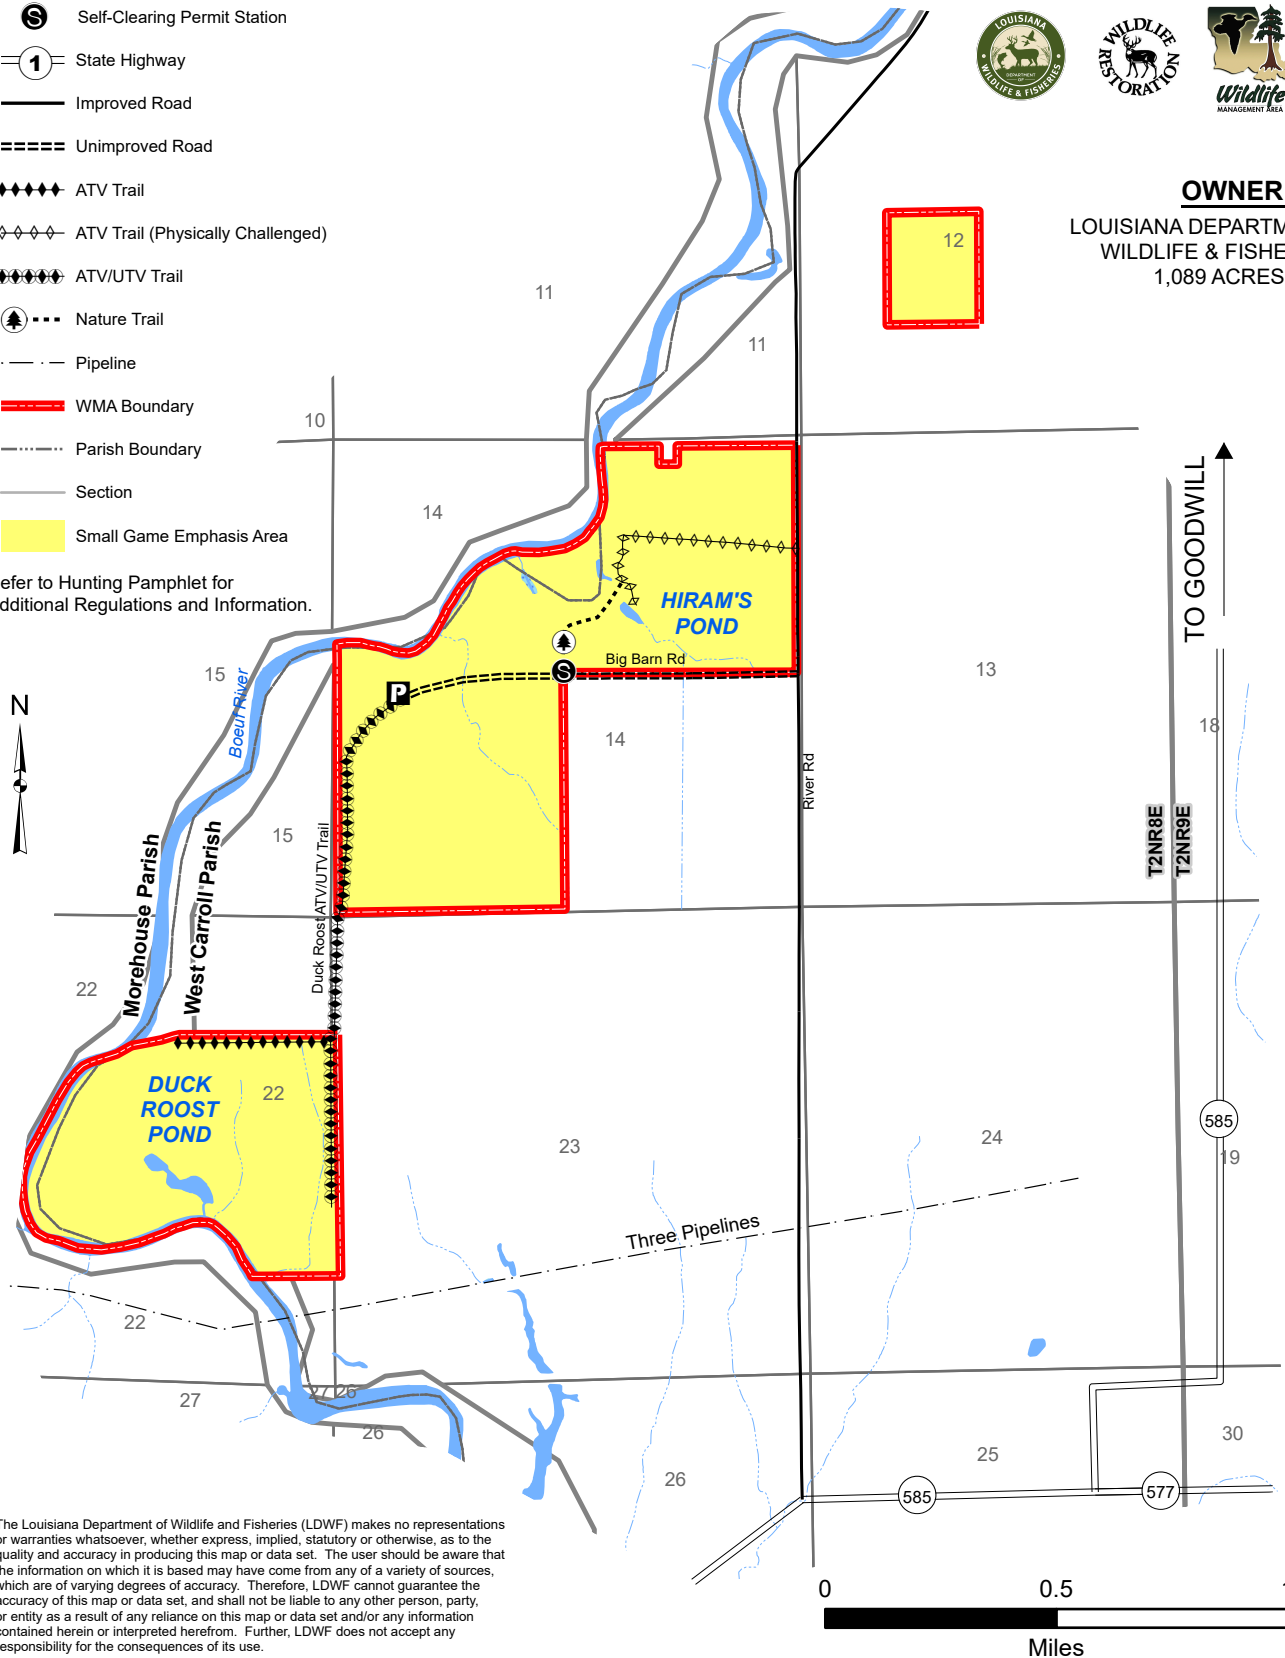 S Self-Clearing Permit Station
1 State Highway
Improved Road
Unimproved Road
ATV Trail
ATV Trail (Physically Challenged)
ATV/UTV Trail
Nature Trail
Pipeline
WMA Boundary
Parish Boundary
Section
Small Game Emphasis Area
efer to Hunting Pamphlet for
dditional Regulations and Information.
LOUISIANA
DEPARTMENT
OF
WILDLIFE & FISHERIES
WILDLIFE
RESTORATION
Wildlife
MANAGEMENT AREA
OWNER
LOUISIANA DEPARTM
WILDLIFE & FISHE
1,089 ACRES
12
11
11
10
14
HIRAM'S
POND
TO GOODWILL
Big Barn Rd
S
P
15
Boeuf River
13
14
18
N
River Rd
T2NR8E
T2NR9E
15
Duck Roost ATV/UTV Trail
Morehouse Parish
West Carroll Parish
22
DUCK
ROOST
POND
22
23
24
585
19
Three Pipelines
22
27
27
26
26
26
25
30
585
577
The Louisiana Department of Wildlife and Fisheries (LDWF) makes no representations
or warranties whatsoever, whether express, implied, statutory or otherwise, as to the
quality and accuracy in producing this map or data set. The user should be aware that
the information on which it is based may have come from any of a variety of sources,
which are of varying degrees of accuracy. Therefore, LDWF cannot guarantee the
accuracy of this map or data set, and shall not be liable to any other person, party,
or entity as a result of any reliance on this map or data set and/or any information
contained herein or interpreted herefrom. Further, LDWF does not accept any
responsibility for the consequences of its use.
0 0.5 1
Miles